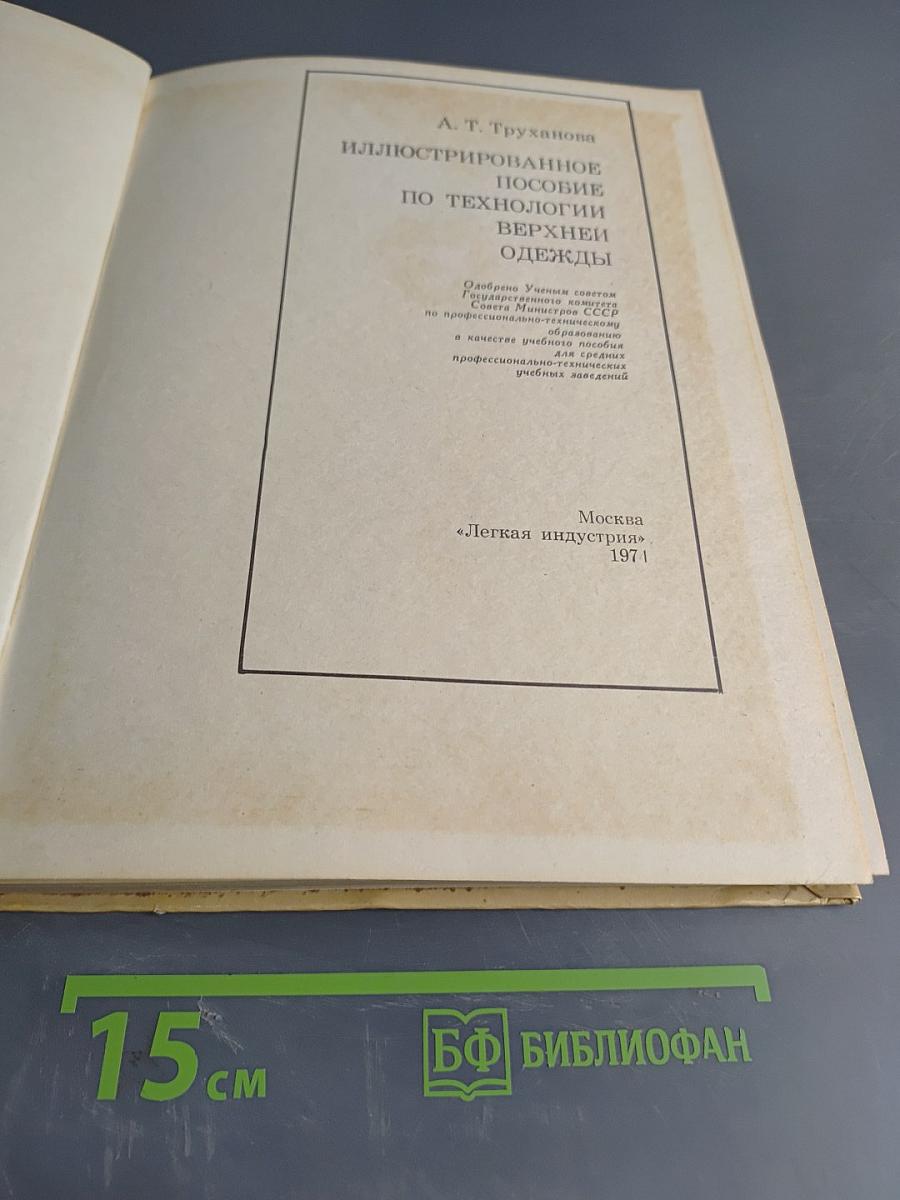 А. Т. Труханова
ИЛЛЮСТРИРОВАННОЕ
ПОСОБИЕ
ПО ТЕХНОЛОГИИ
ВЕРХНЕЙ
ОДЕЖДЫ
Одобрено Ученым советом
Государственного комитета
Совета Министров СССР
по профессионально-техническому
образованию
в качестве учебного пособия
для средних
профессионально-технических
учебных заведений
Москва
«Легкая индустрия»
1974
15 см
БФ БИБЛИОФАН